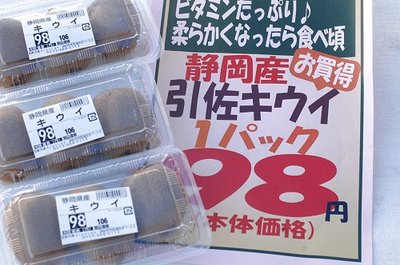 ビタミンたっぷり♪
柔らかくなったら食べ頃
お買得
静岡産
引佐キウイ
1パック
98円
(本体価格)
静岡県産
キウイ
98
106
静岡県産
キウイ
98
106
静岡県産
キウイ
98
106